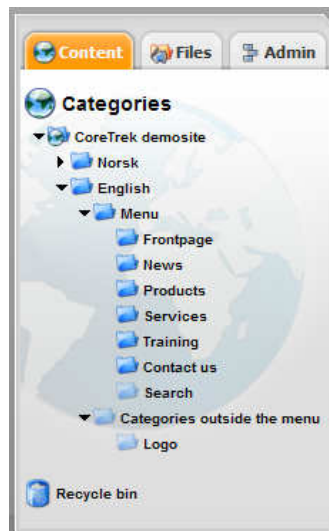 Content Files Admin
Categories
CoreTrek demosite
Norsk
English
Menu
Frontpage
News
Products
Services
Training
Contact us
Search
Categories outside the menu
Logo
Recycle bin